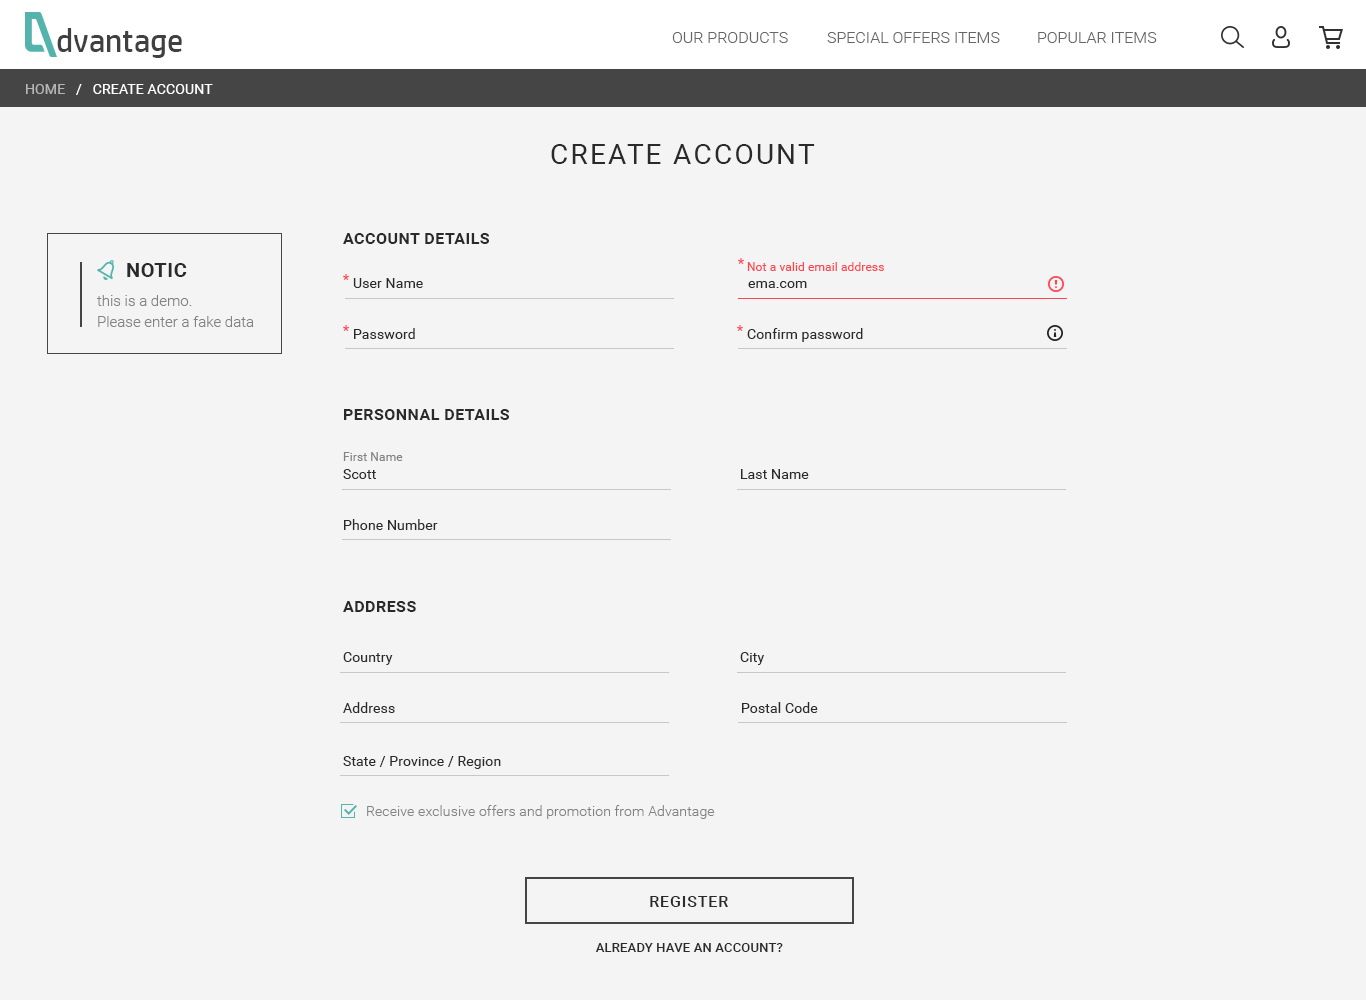 dvantage
OUR PRODUCTS SPECIAL OFFERS ITEMS POPULAR ITEMS
HOME / CREATE ACCOUNT
CREATE ACCOUNT
NOTIC
this is a demo.
Please enter a fake data
ACCOUNT DETAILS
* Not a valid email address
* User Name
ema.com
* Password
* Confirm password
PERSONNAL DETAILS
First Name
Scott
Last Name
Phone Number
ADDRESS
Country
City
Address
Postal Code
State / Province / Region
Receive exclusive offers and promotion from Advantage
REGISTER
ALREADY HAVE AN ACCOUNT?